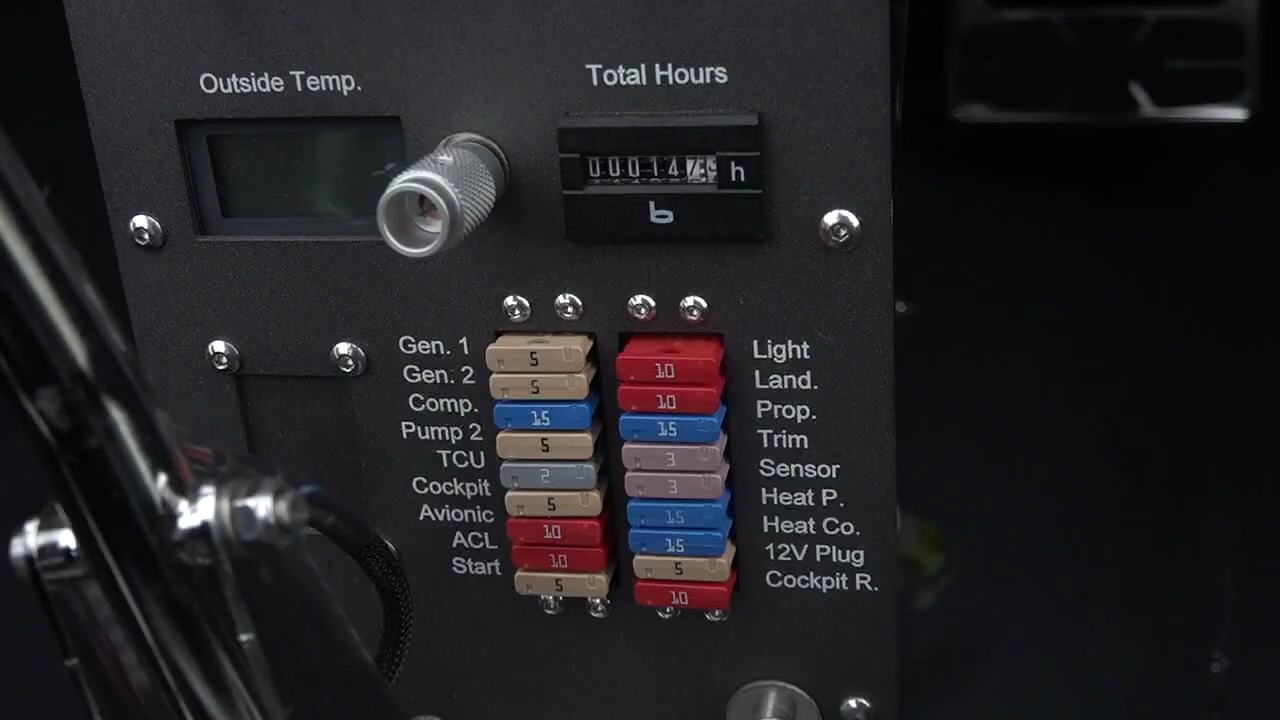 Outside Temp.
Total Hours
h
Gen. 1 5 10 Light
Gen. 2 5 10 Land.
Comp. 15 15 Prop.
Pump 2 5 3 Trim
TCU 2 3 Sensor
Cockpit 5 15 Heat P.
Avionic 10 15 Heat Co.
ACL 10 5 12V Plug
Start 5 10 Cockpit R.